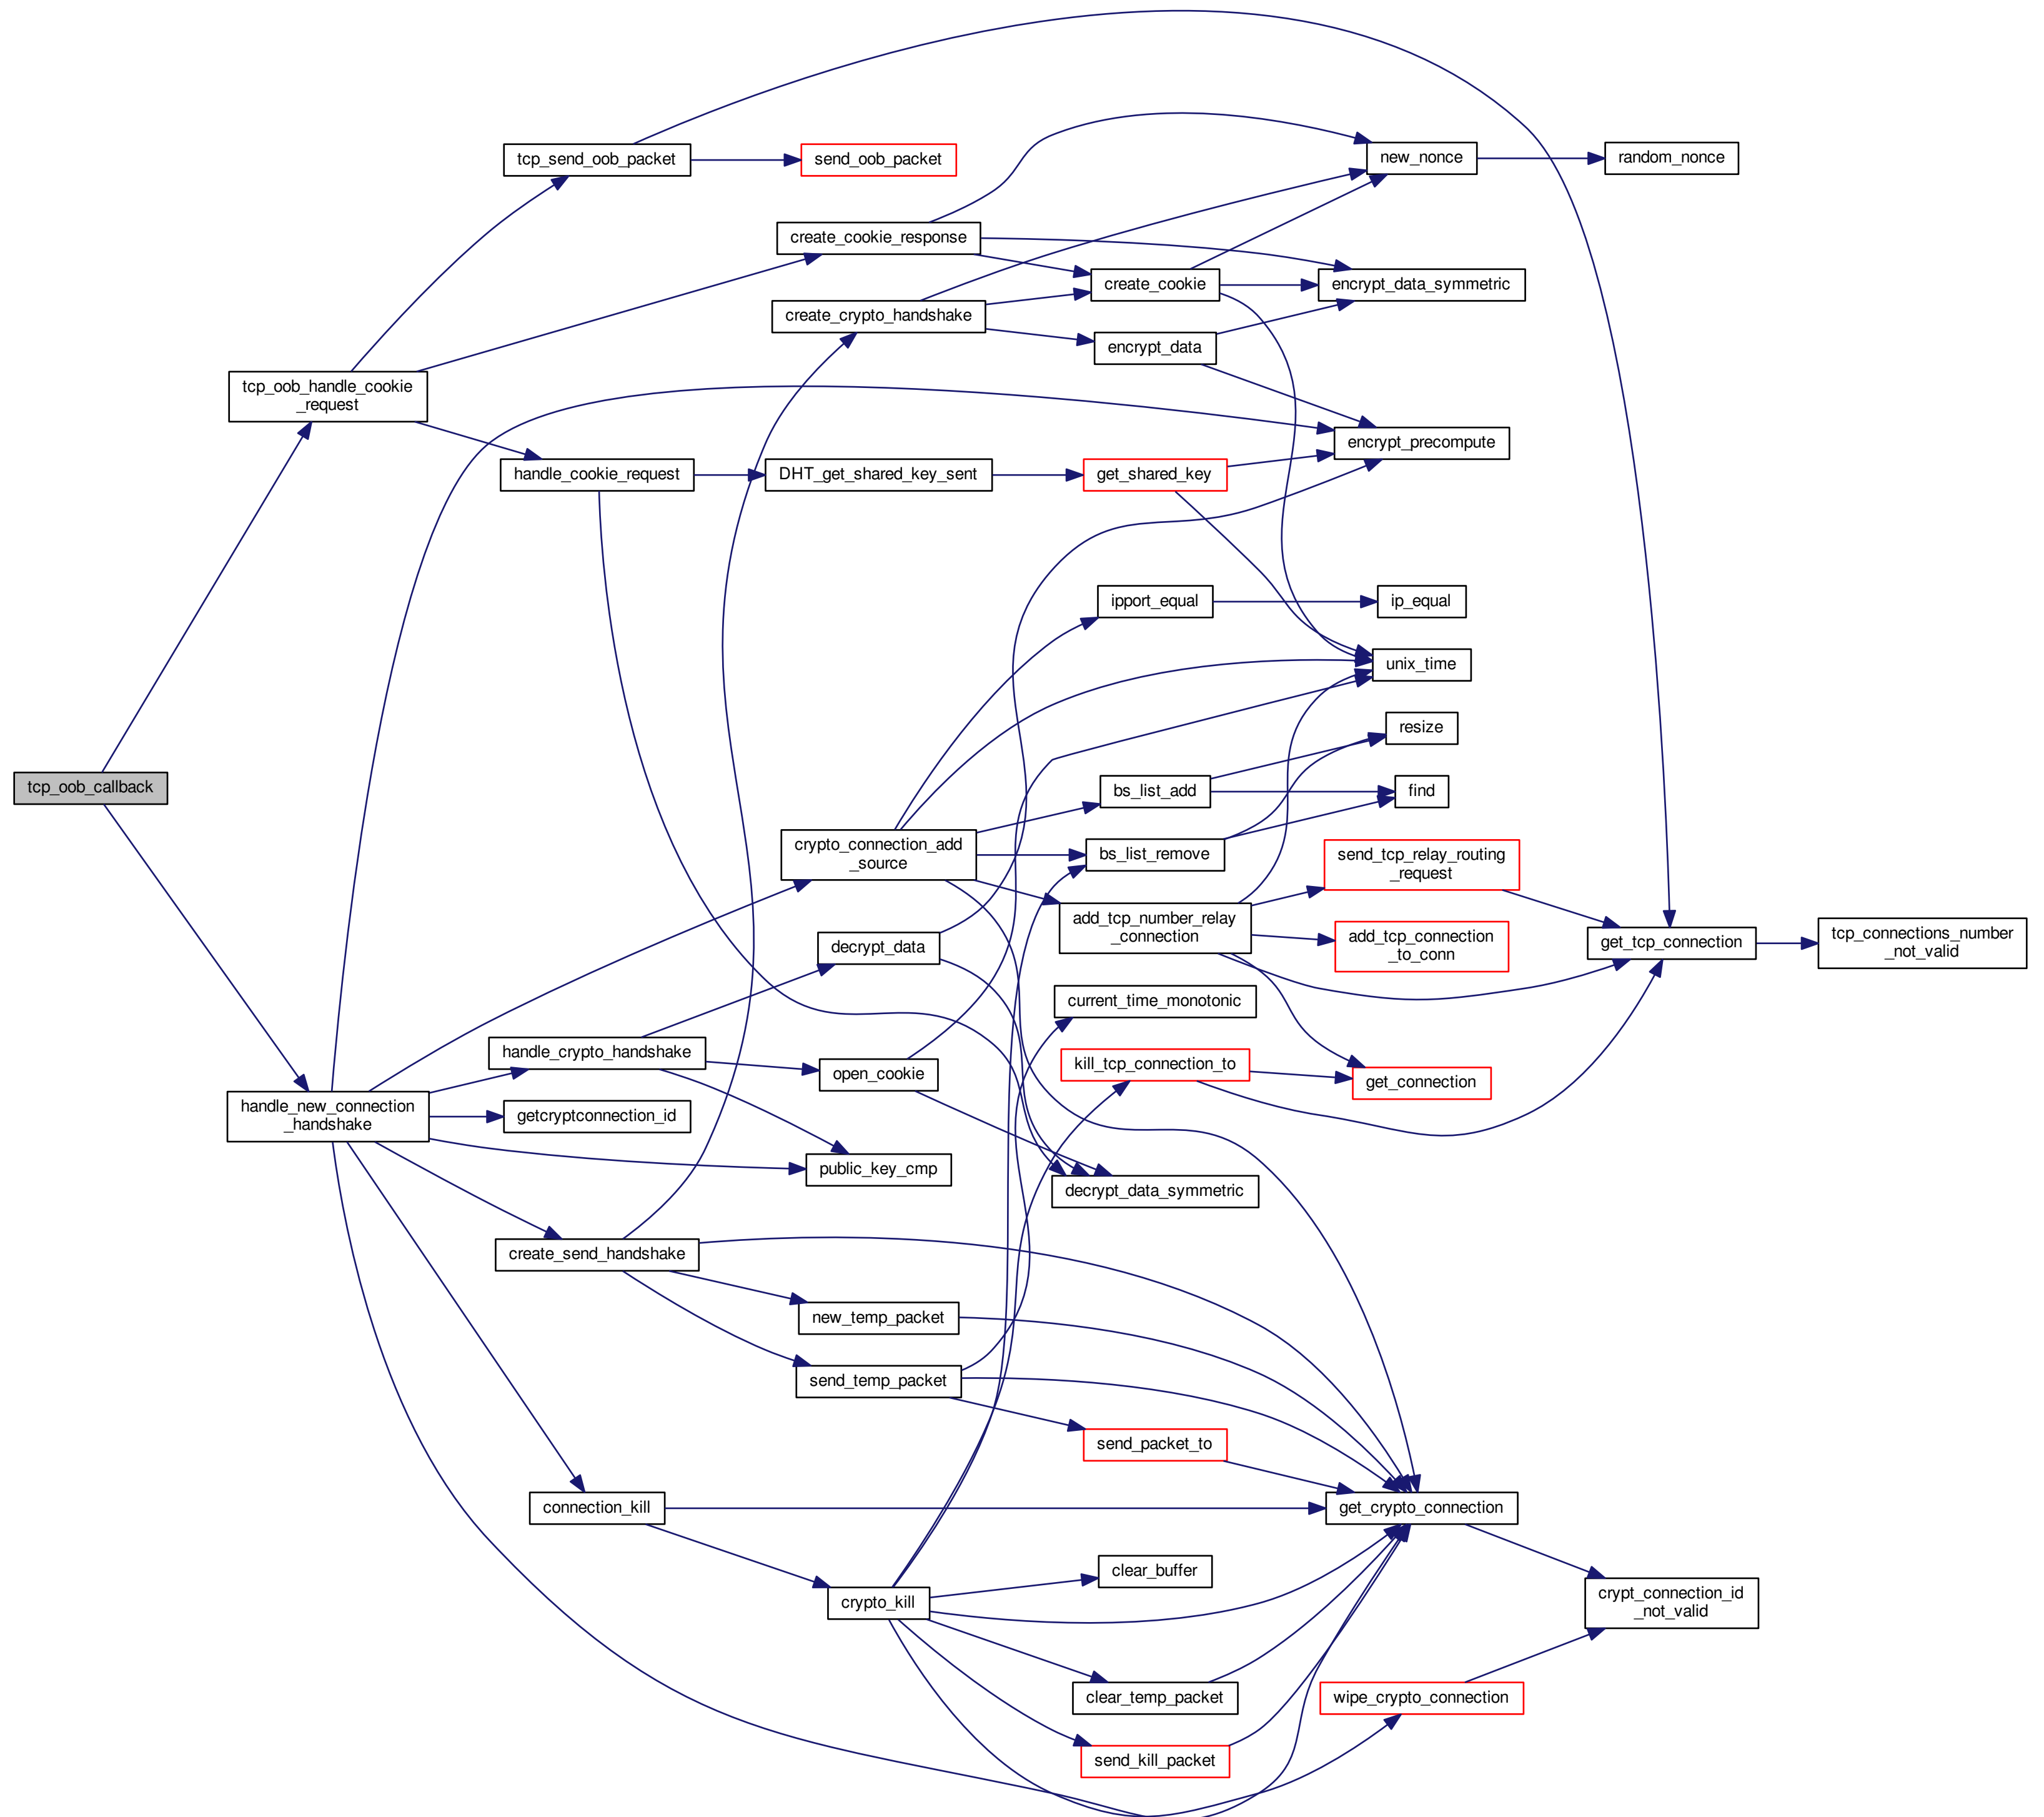 tcp_send_oob_packet
send_oob_packet
new_nonce
random_nonce
create_cookie_response
create_cookie
encrypt_data_symmetric
create_crypto_handshake
encrypt_data
tcp_oob_handle_cookie
_request
encrypt_precompute
handle_cookie_request
DHT_get_shared_key_sent
get_shared_key
ipport_equal
ip_equal
unix_time
resize
tcp_oob_callback
bs_list_add
find
crypto_connection_add
_source
bs_list_remove
send_tcp_relay_routing
_request
add_tcp_number_relay
_connection
decrypt_data
add_tcp_connection
_to_conn
get_tcp_connection
tcp_connections_number
_not_valid
current_time_monotonic
handle_crypto_handshake
open_cookie
kill_tcp_connection_to
get_connection
handle_new_connection
_handshake
getcryptconnection_id
public_key_cmp
decrypt_data_symmetric
create_send_handshake
new_temp_packet
send_temp_packet
send_packet_to
connection_kill
get_crypto_connection
clear_buffer
crypto_kill
crypt_connection_id
_not_valid
clear_temp_packet
wipe_crypto_connection
send_kill_packet